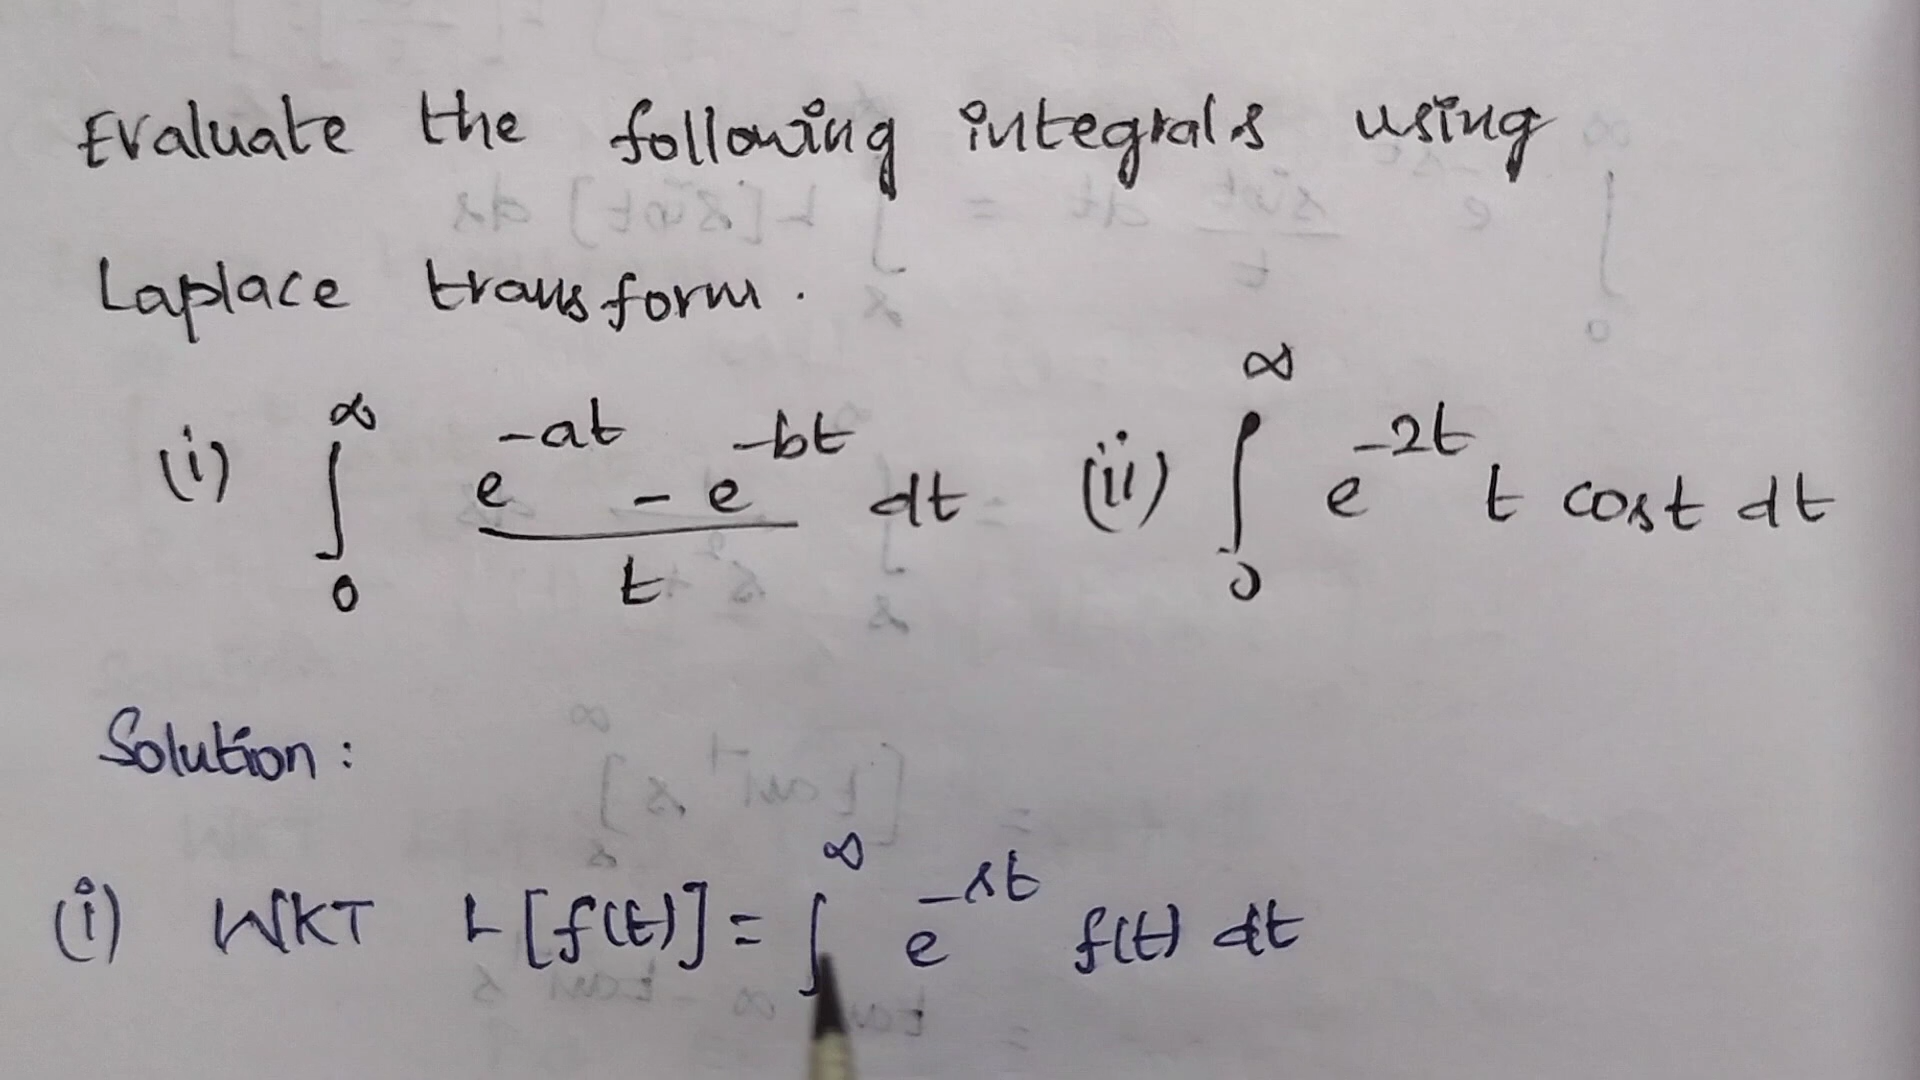 Evaluate the following integrals using
Laplace transform.
(i) ∫₀^∞ (e^{-at} - e^{-bt})/t dt (ii) ∫₀^∞ e^{-2t} t cost dt
Solution:
(i) WKT L[f(t)] = ∫^∞ e^{-st} f(t) dt